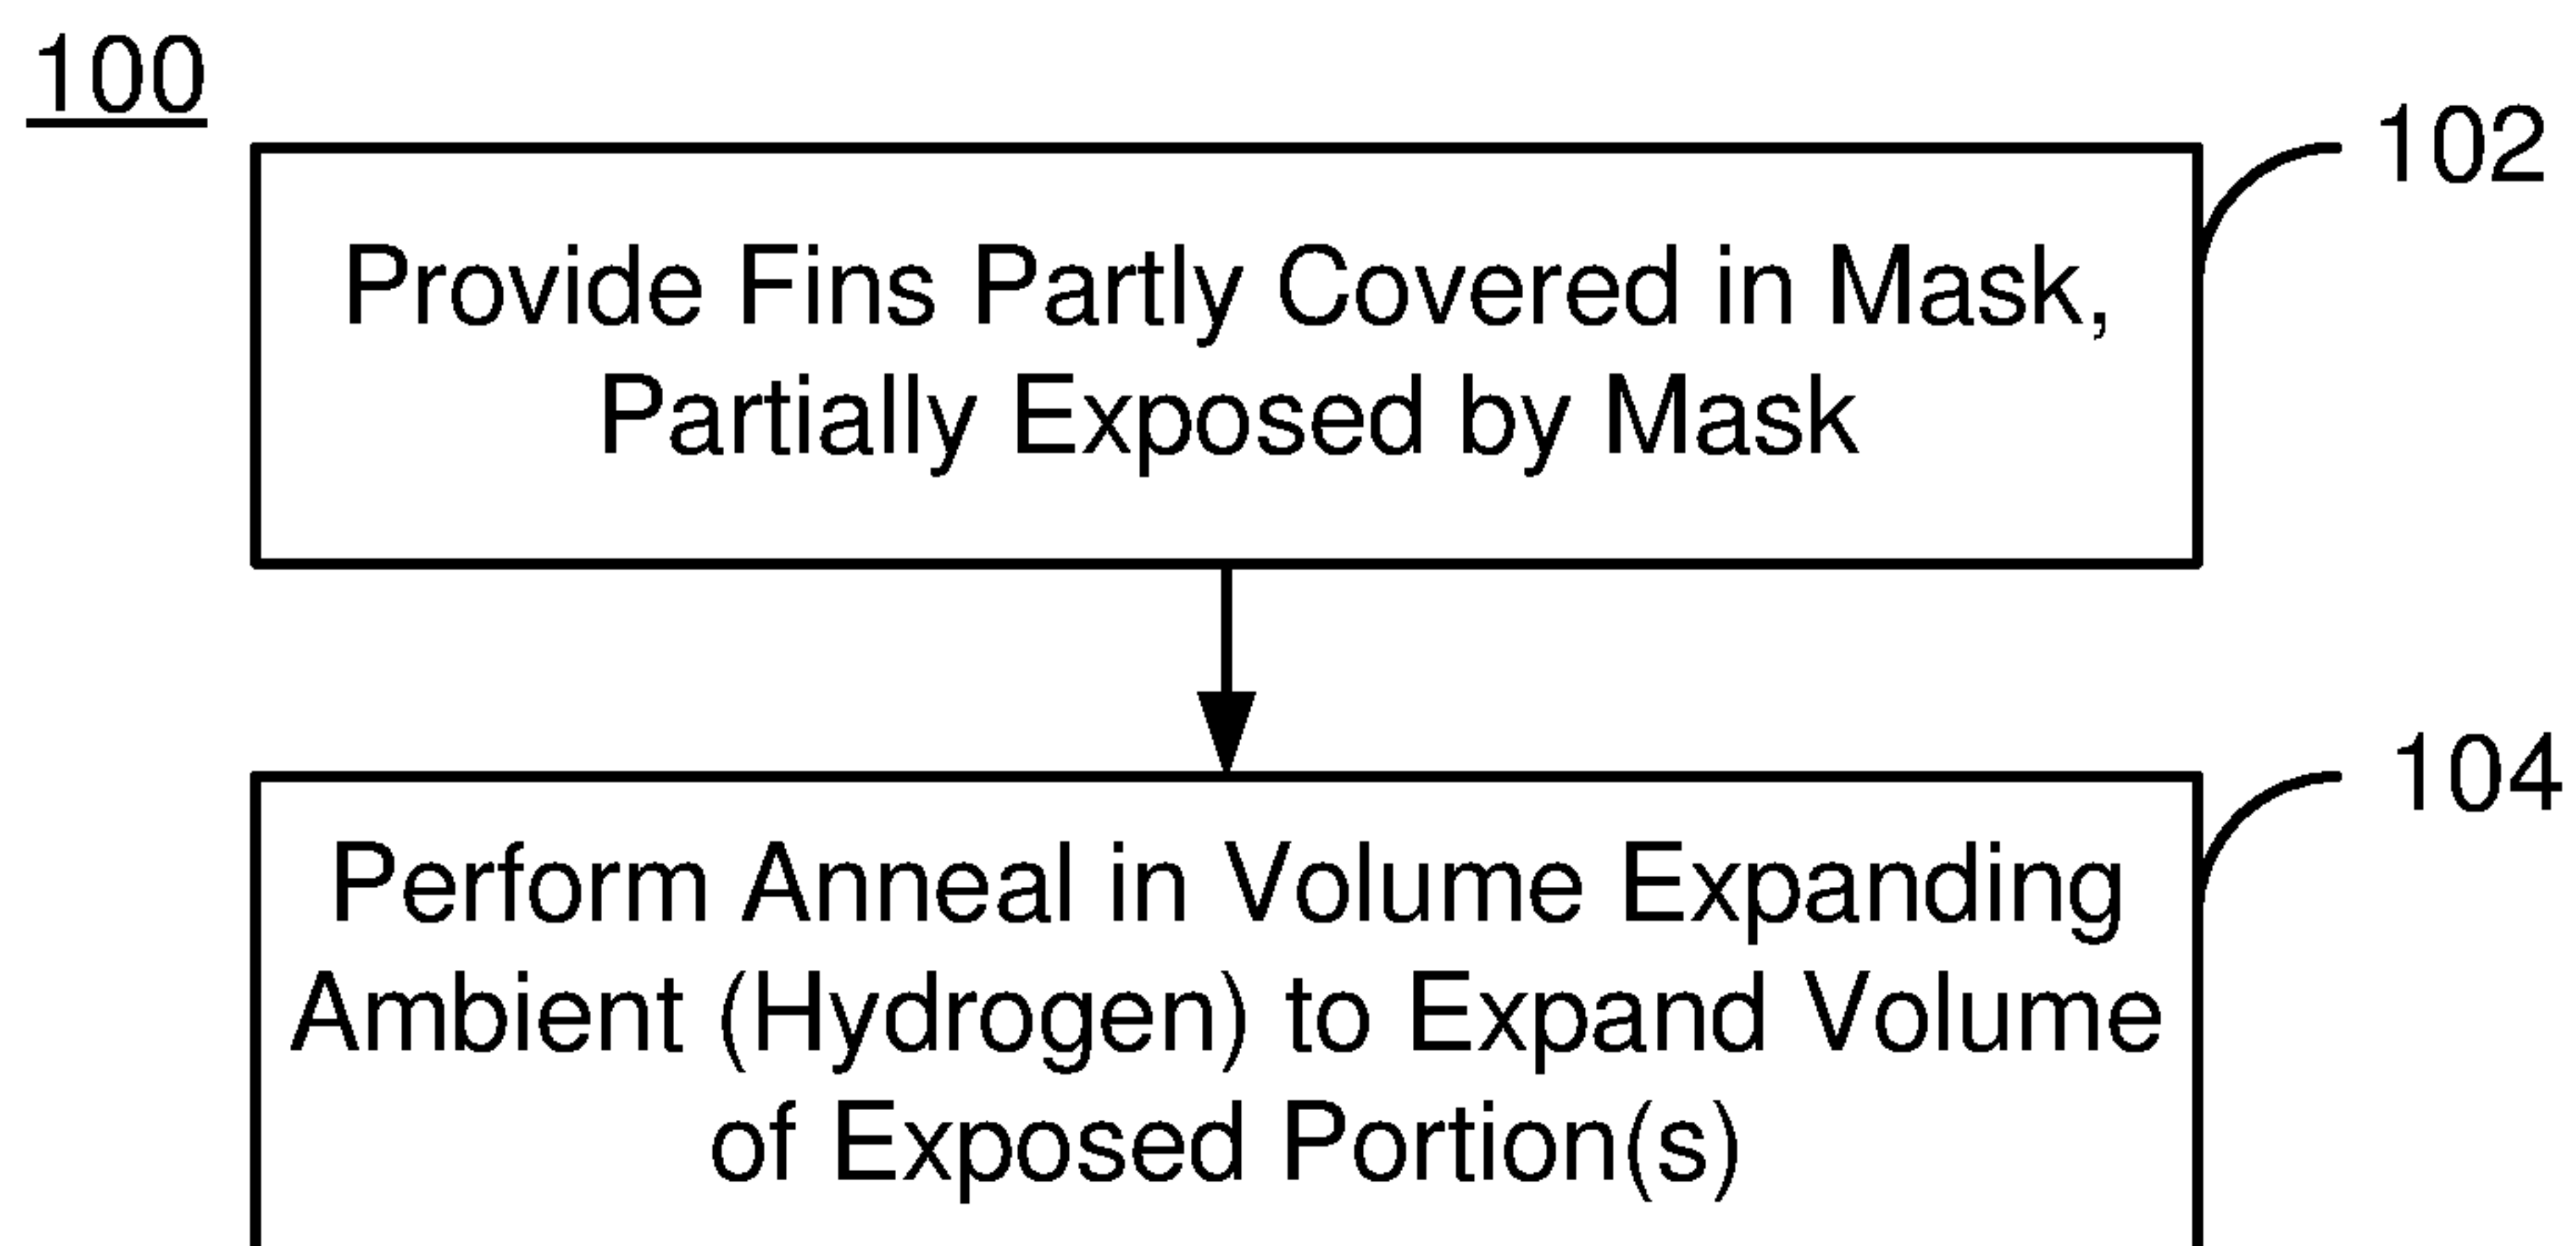 100
102
Provide Fins Partly Covered in Mask,
Partially Exposed by Mask
104
Perform Anneal in Volume Expanding
Ambient (Hydrogen) to Expand Volume
of Exposed Portion(s)